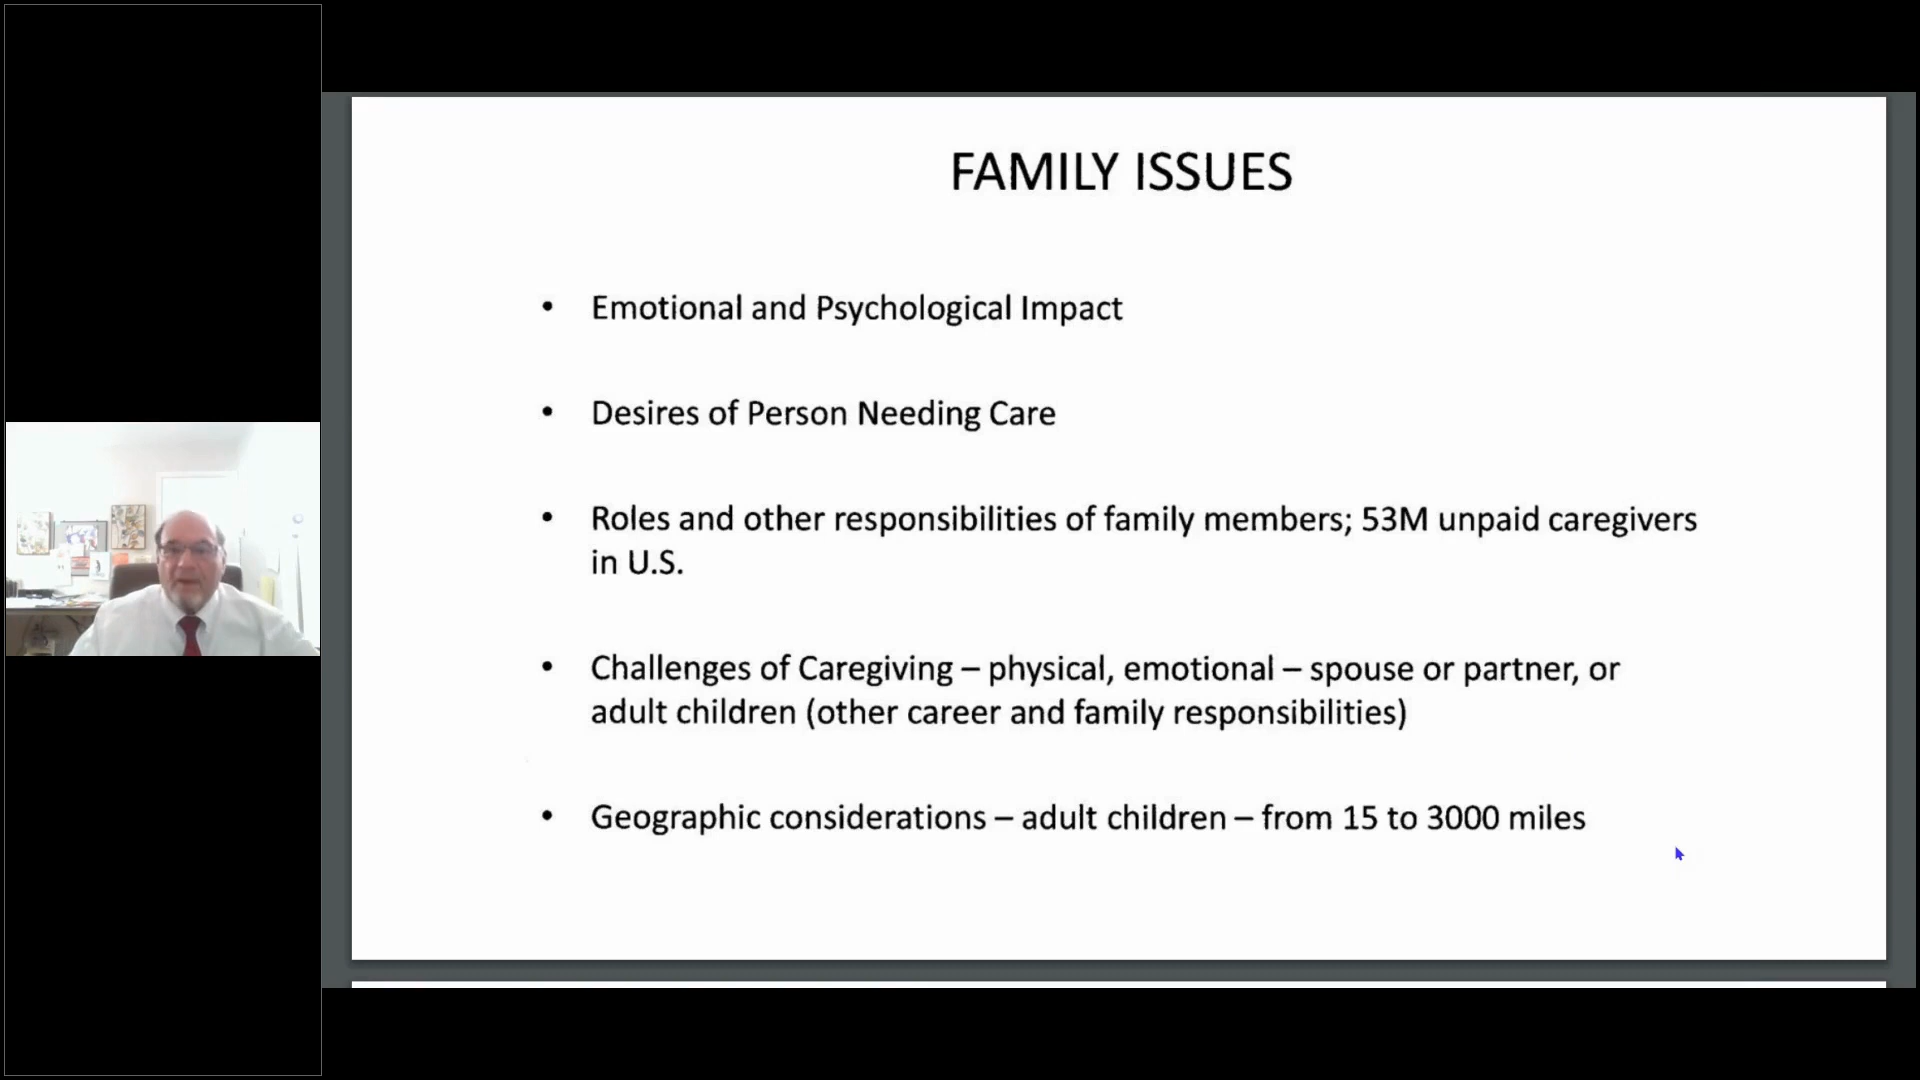 FAMILY ISSUES
• Emotional and Psychological Impact
• Desires of Person Needing Care
• Roles and other responsibilities of family members; 53M unpaid caregivers
in U.S.
• Challenges of Caregiving – physical, emotional – spouse or partner, or
adult children (other career and family responsibilities)
• Geographic considerations – adult children – from 15 to 3000 miles